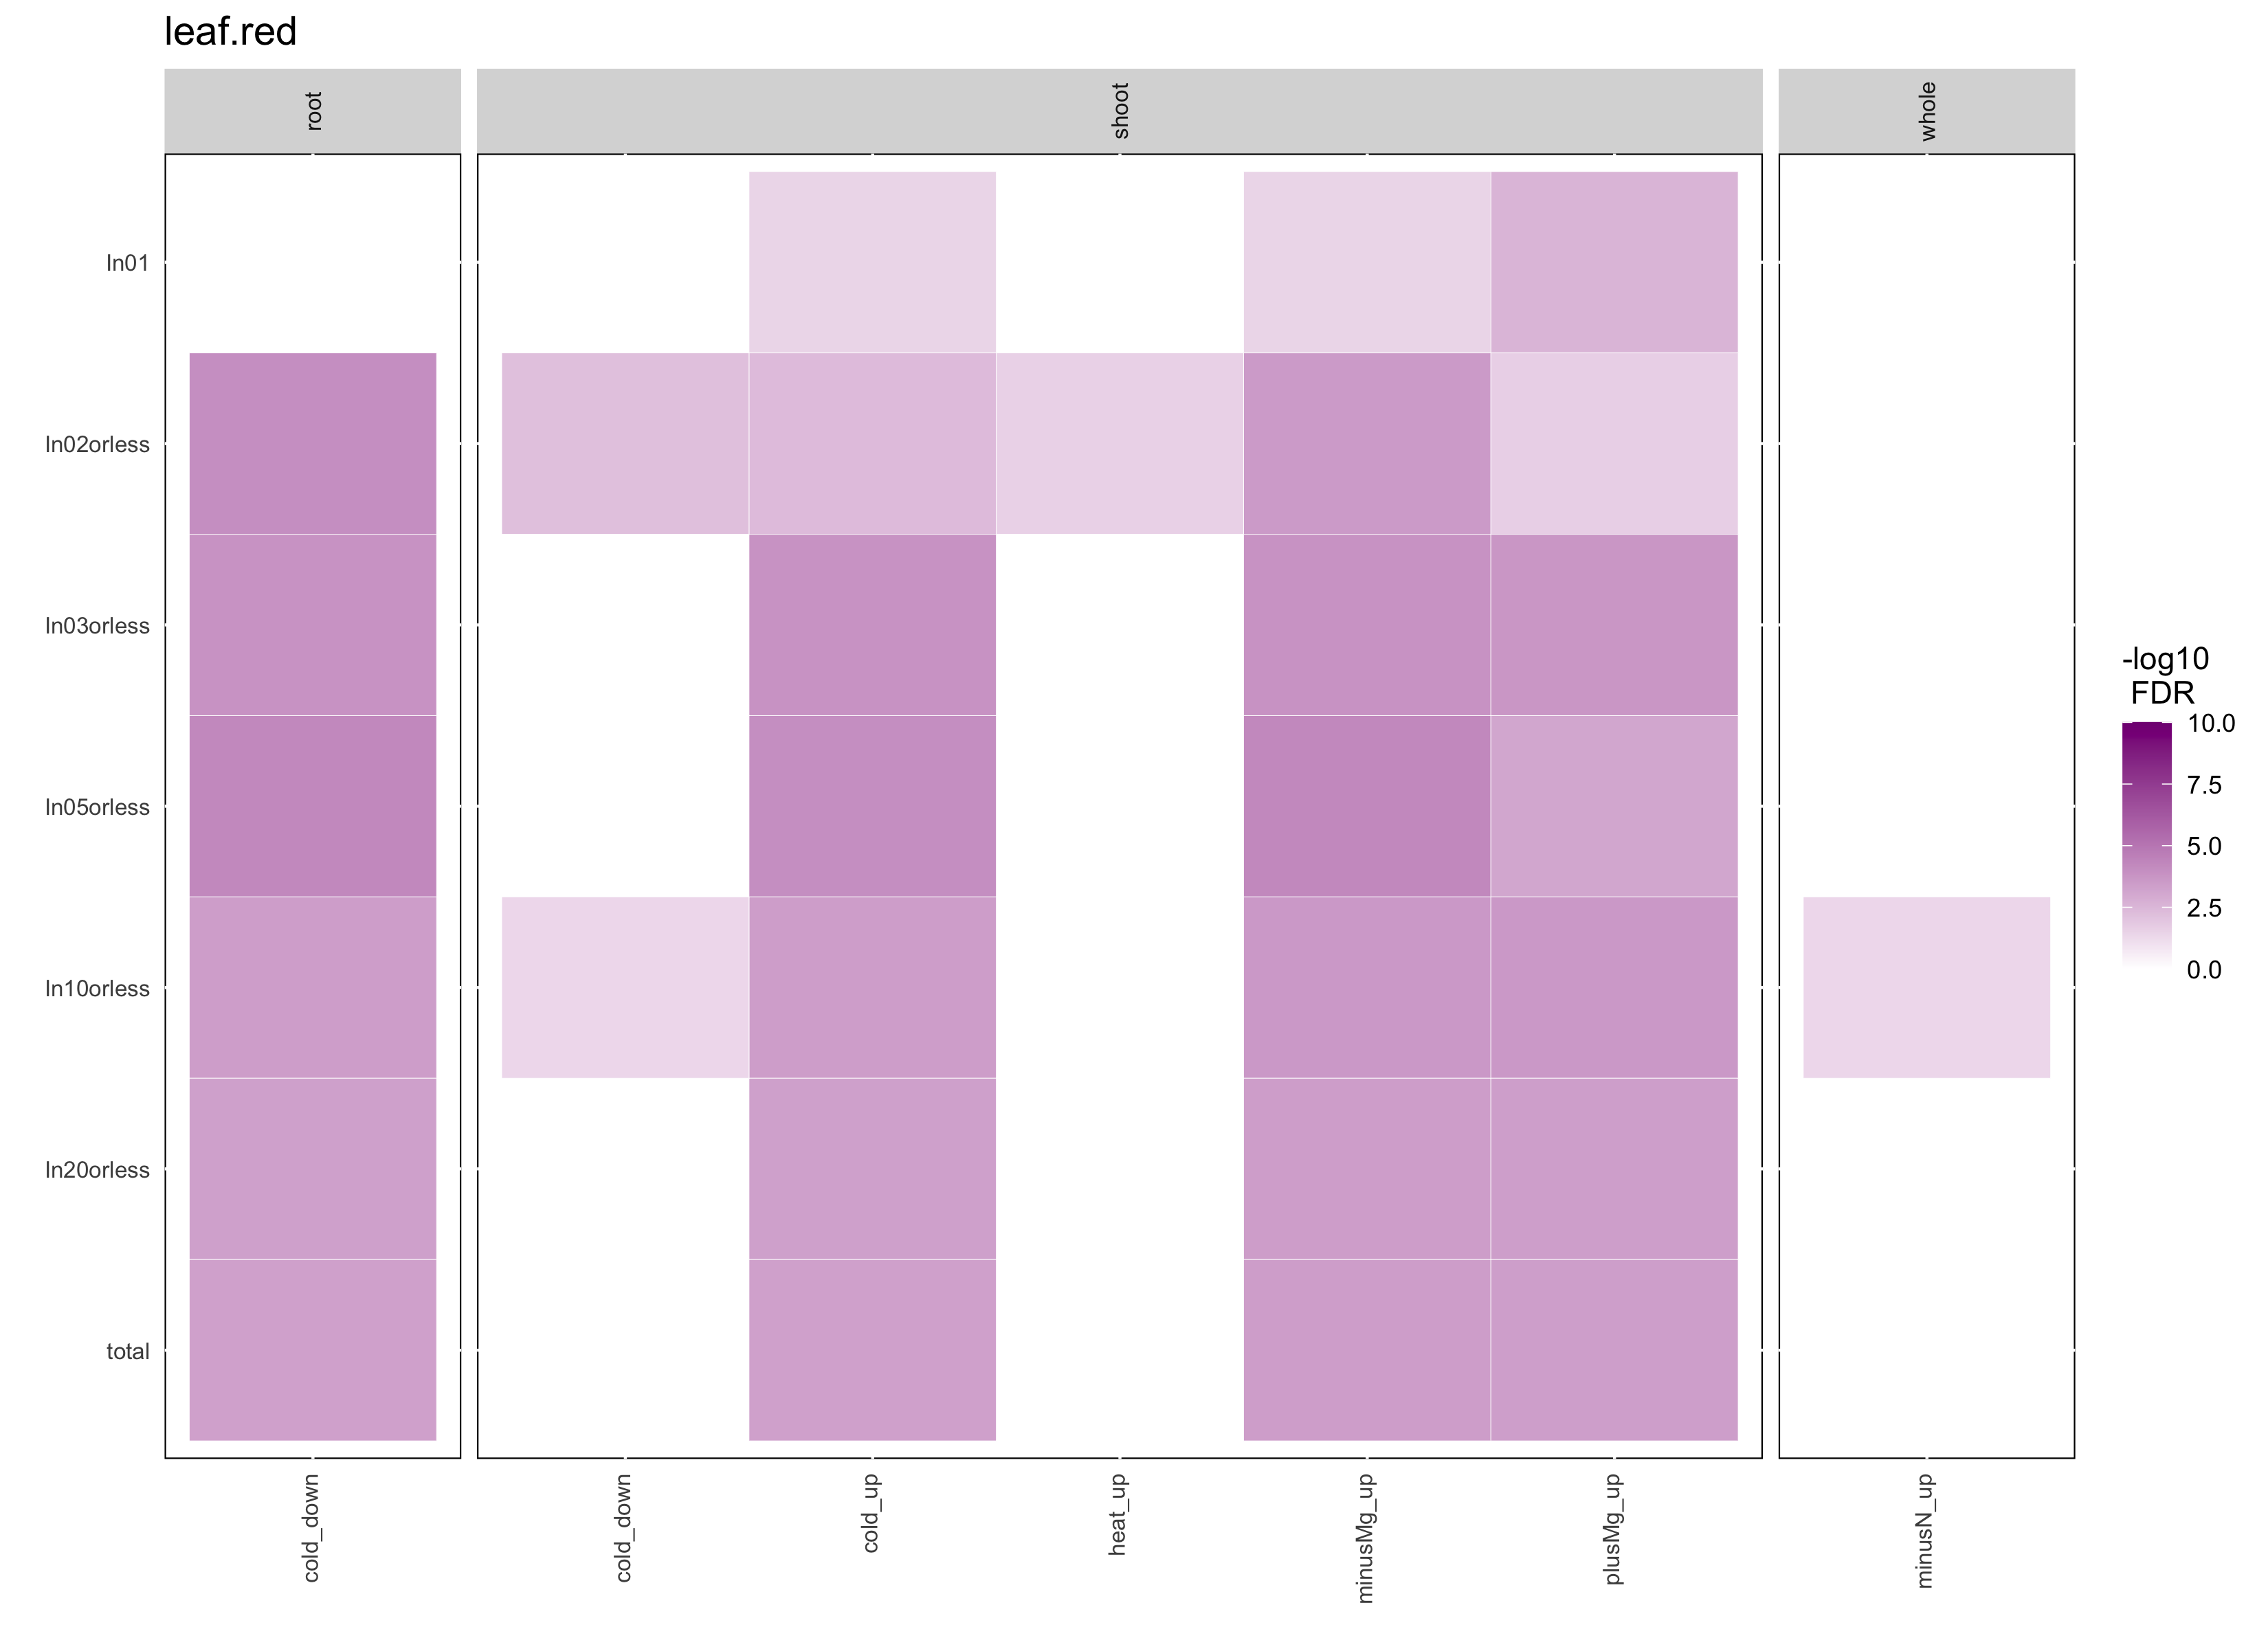 leaf.red
root
shoot
whole
In01
In02orless
In03orless
In05orless
In10orless
In20orless
total
cold_down
cold_down
cold_up
heat_up
minusMg_up
plusMg_up
minusN_up
-log10
FDR
10.0
7.5
5.0
2.5
0.0